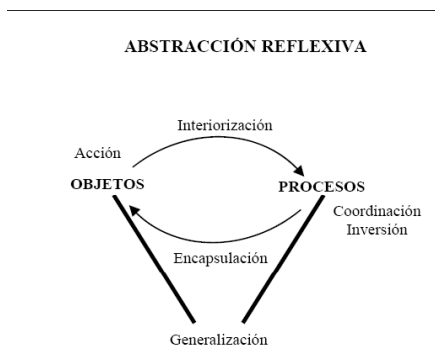 ABSTRACCIÓN REFLEXIVA
Interiorización
Acción
OBJETOS
PROCESOS
Coordinación
Inversión
Encapsulación
Generalización